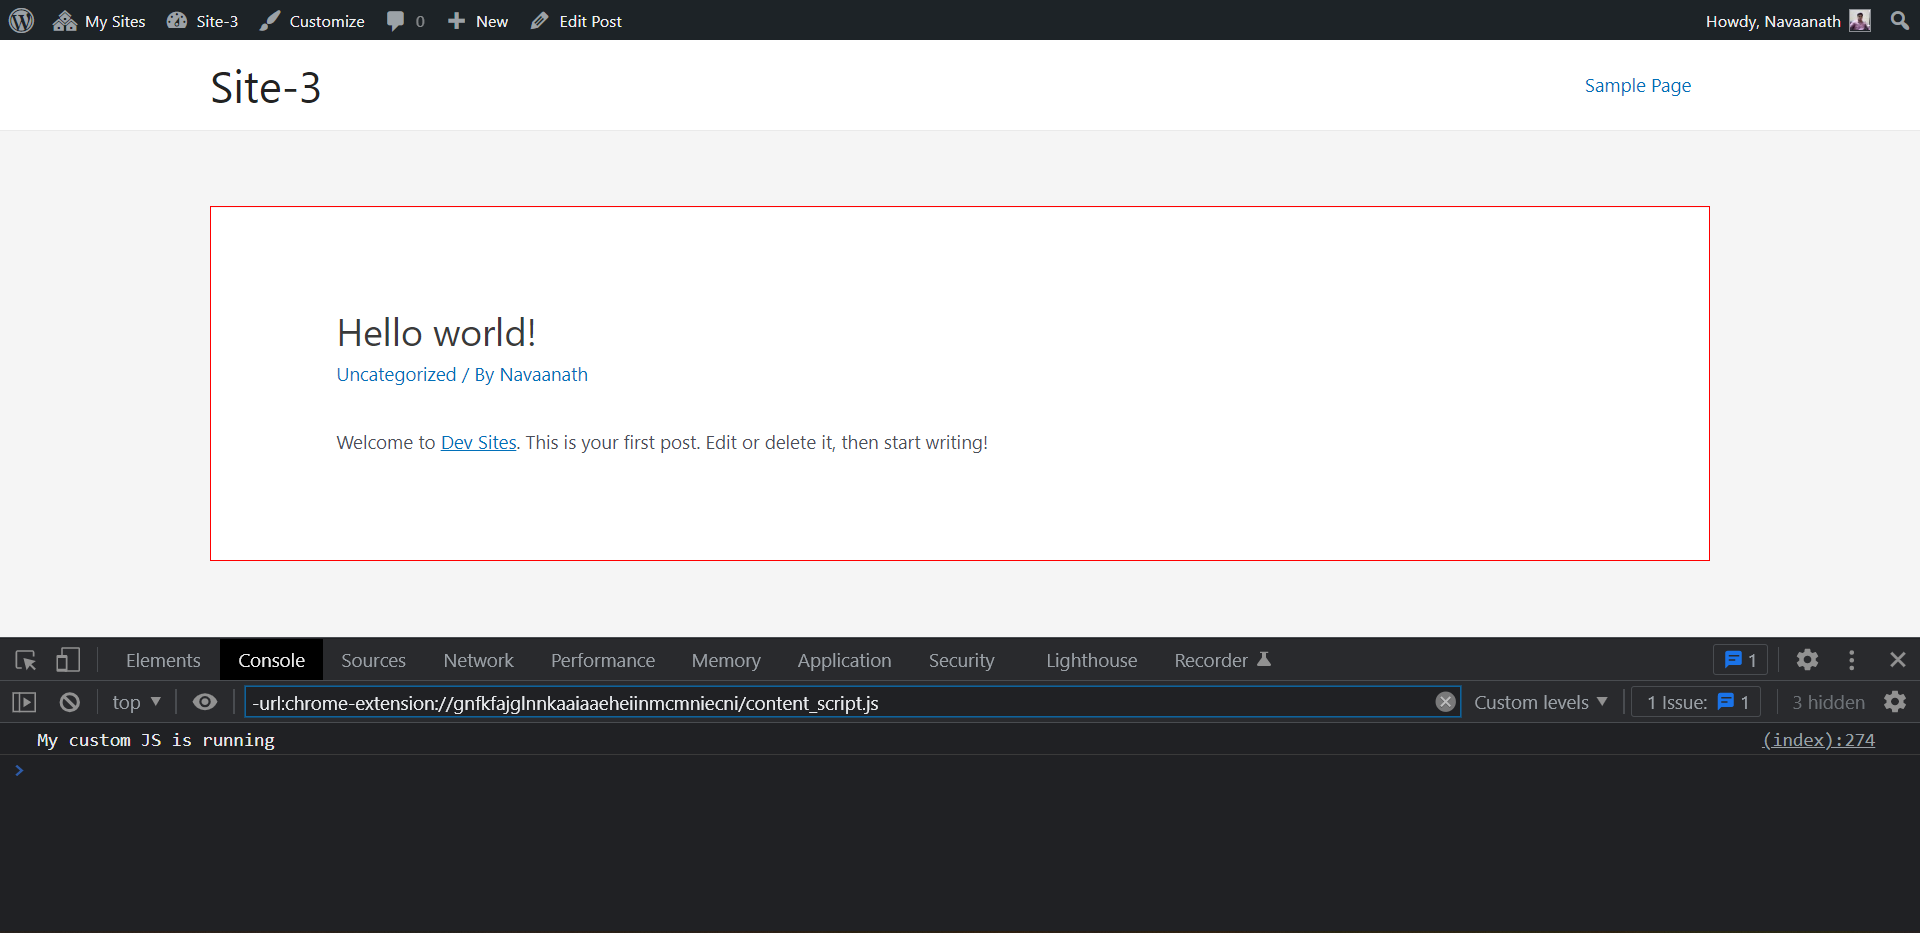 My Sites Site-3 Customize 0 New Edit Post Howdy, Navaanath
Site-3 Sample Page
Hello world!
Uncategorized / By Navaanath
Welcome to Dev Sites. This is your first post. Edit or delete it, then start writing!
Elements Console Sources Network Performance Memory Application Security Lighthouse Recorder 1
top -url:chrome-extension://gnfkfajglnnkaaiaaeheiinmcmniecni/content_script.js Custom levels 1 Issue: 1 3 hidden
My custom JS is running (index):274